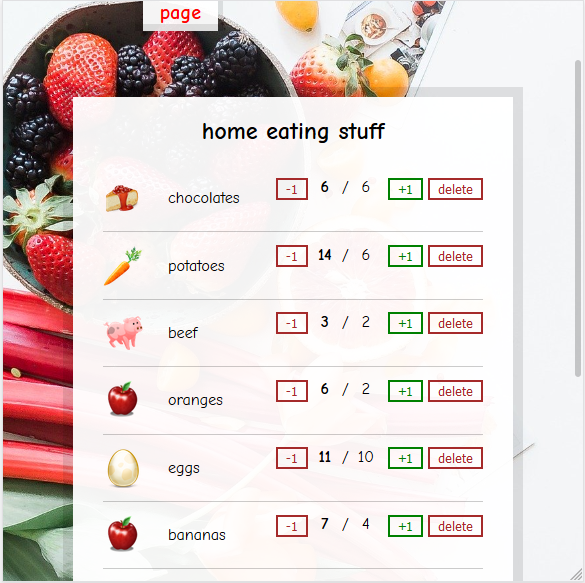 page
home eating stuff
chocolates -1 6 / 6 +1 delete
potatoes -1 14 / 6 +1 delete
beef -1 3 / 2 +1 delete
oranges -1 6 / 2 +1 delete
eggs -1 11 / 10 +1 delete
bananas -1 7 / 4 +1 delete